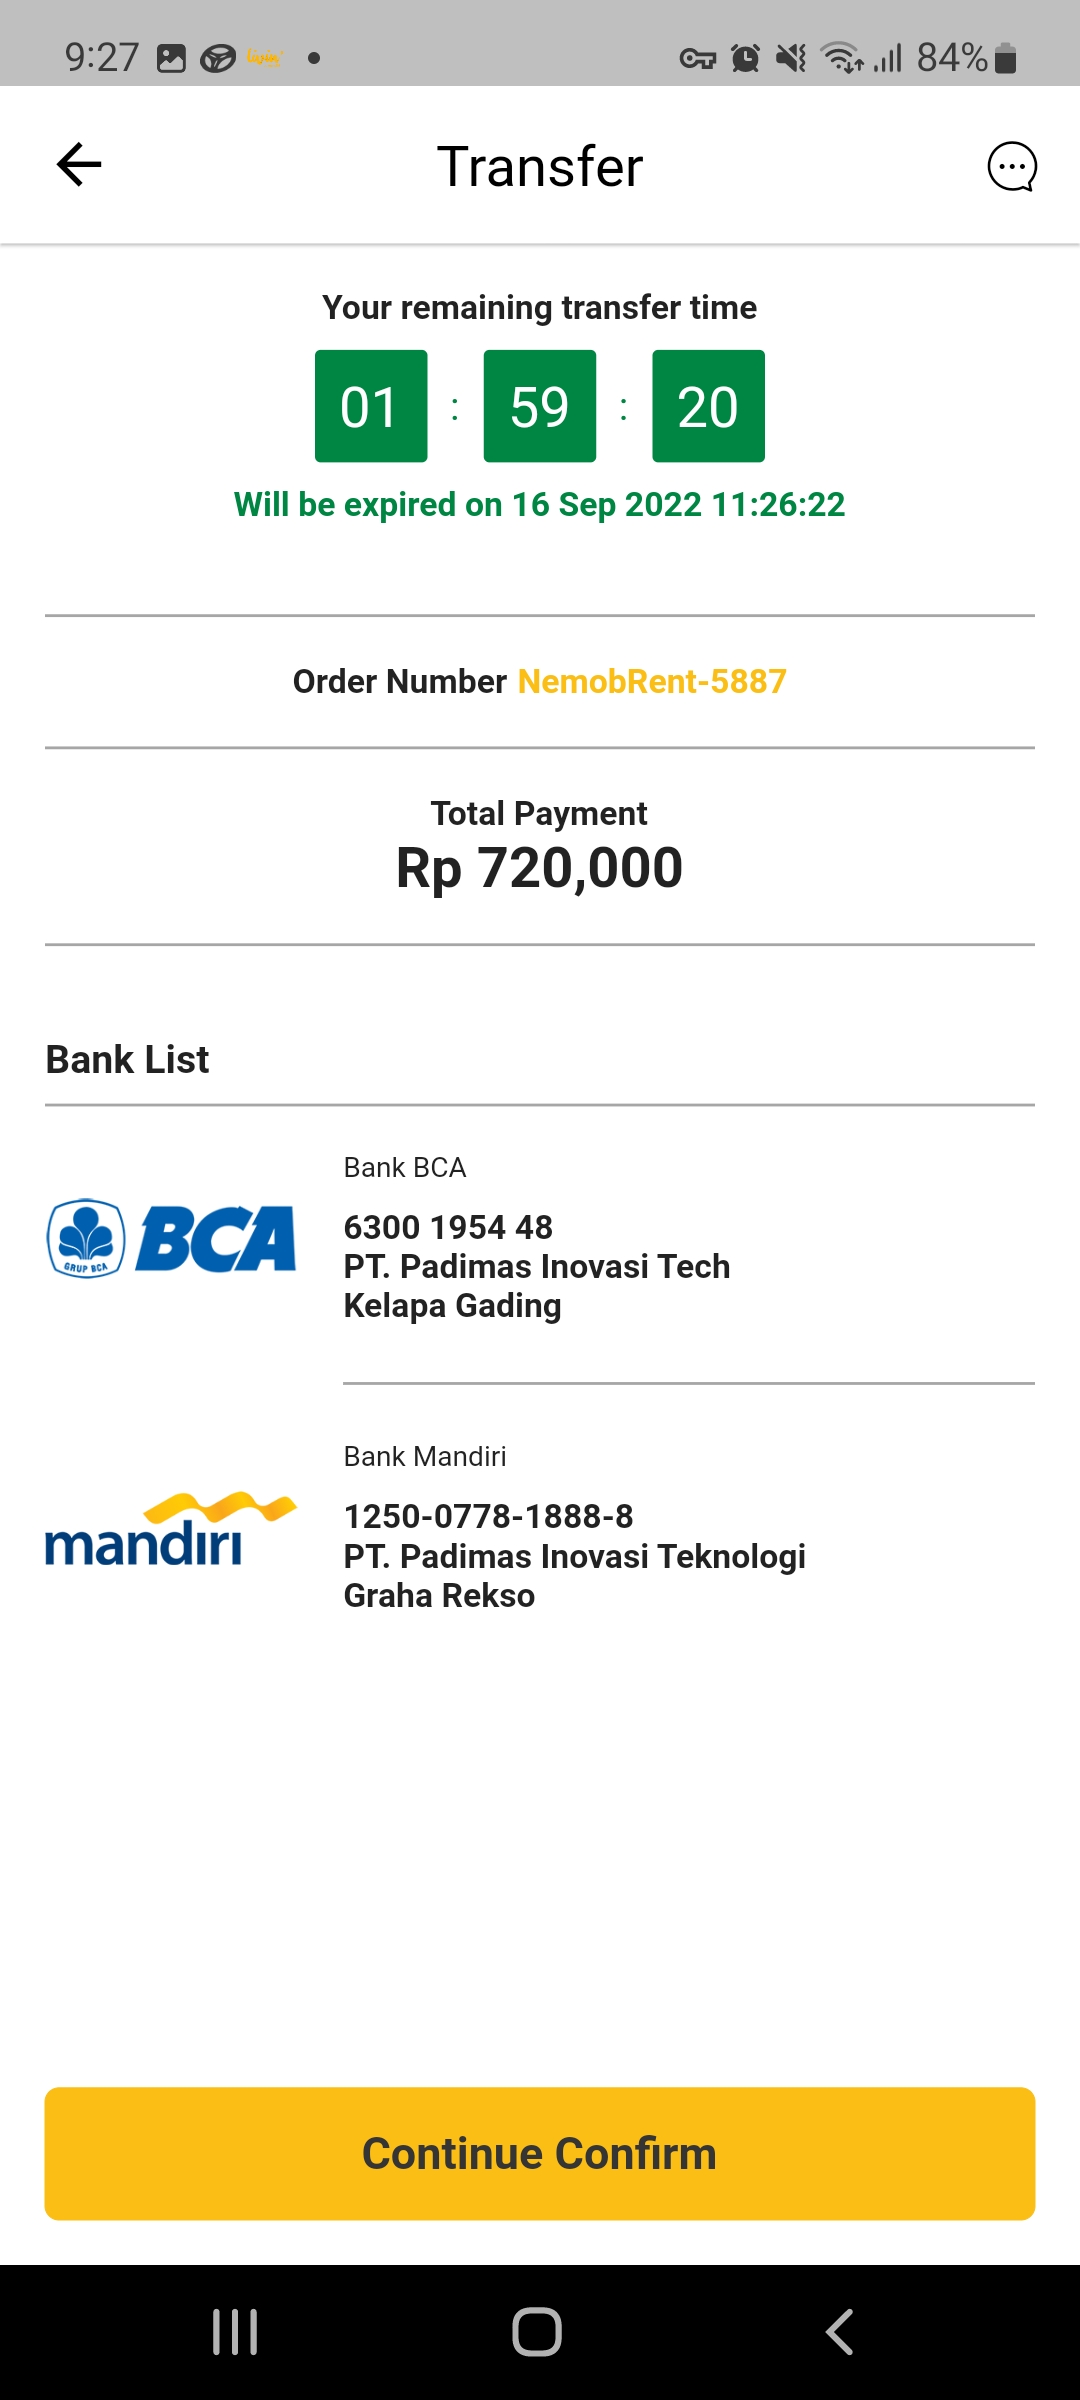 9:27
84%
Transfer
Your remaining transfer time
01 : 59 : 20
Will be expired on 16 Sep 2022 11:26:22
Order Number NemobRent-5887
Total Payment
Rp 720,000
Bank List
Bank BCA
GRUP BCA
BCA
6300 1954 48
PT. Padimas Inovasi Tech
Kelapa Gading
Bank Mandiri
mandiri
1250-0778-1888-8
PT. Padimas Inovasi Teknologi
Graha Rekso
Continue Confirm